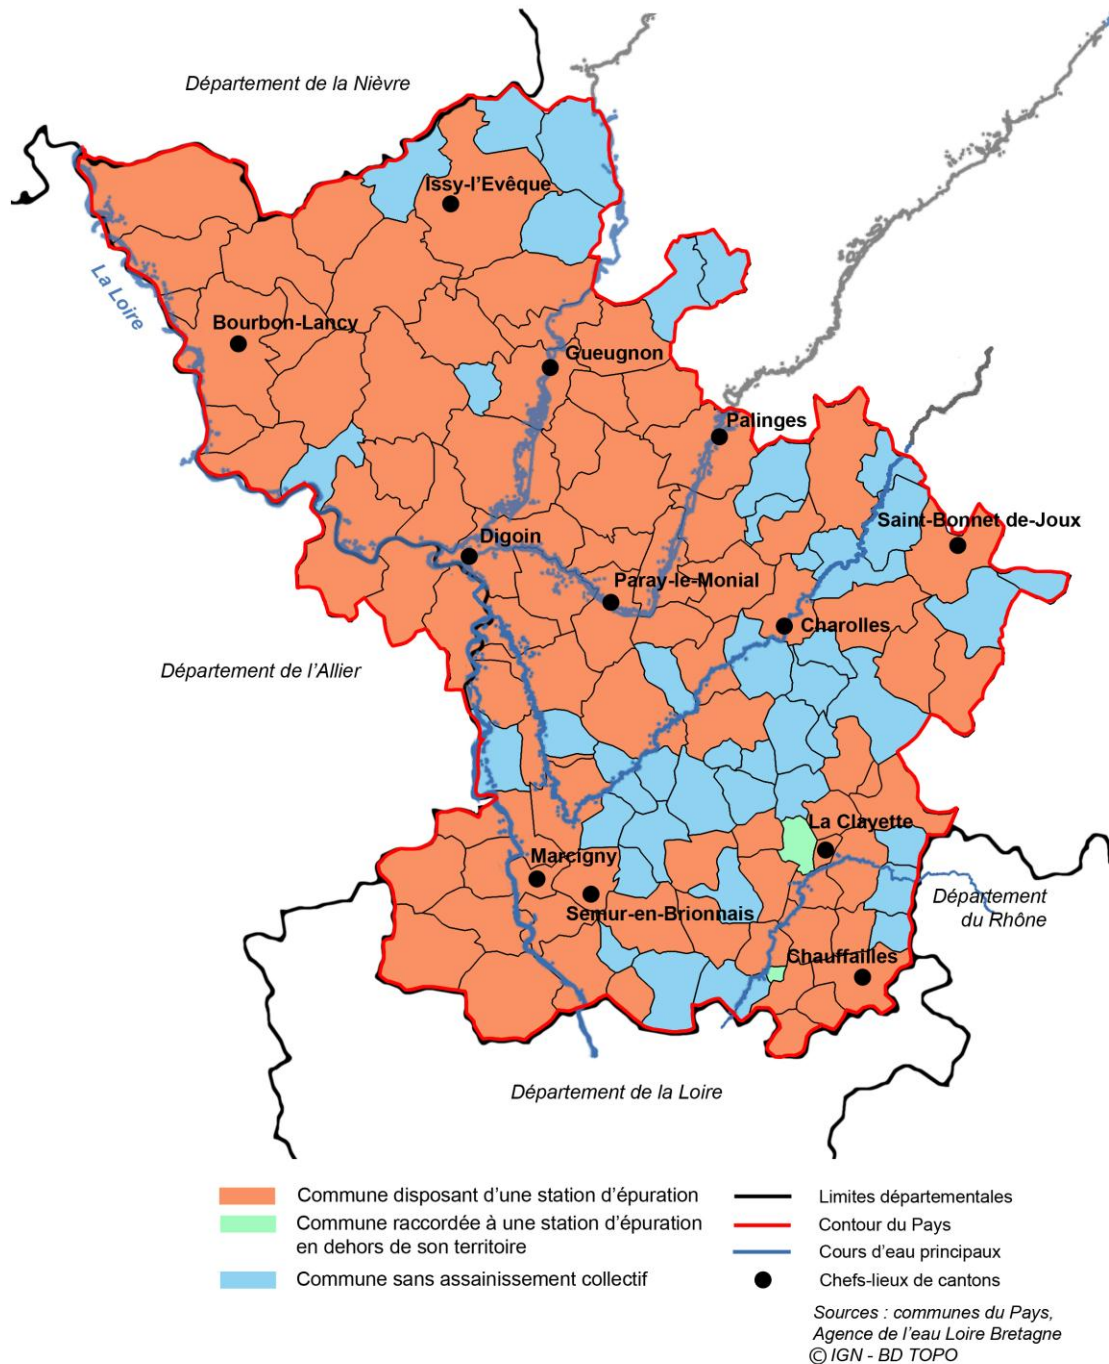 Département de la Nièvre
Issy-l'Evêque
La Loire
Bourbon-Lancy
Gueugnon
Palinges
Saint-Bonnet de-Joux
Digoin
Paray-le-Monial
Charolles
Département de l'Allier
La Clayette
Marcigny
Semur-en-Brionnais
Département
du Rhône
Chauffailles
Département de la Loire
Commune disposant d'une station d'épuration
Commune raccordée à une station d'épuration
en dehors de son territoire
Commune sans assainissement collectif
Limites départementales
Contour du Pays
Cours d'eau principaux
Chefs-lieux de cantons
Sources : communes du Pays,
Agence de l'eau Loire Bretagne
© IGN - BD TOPO